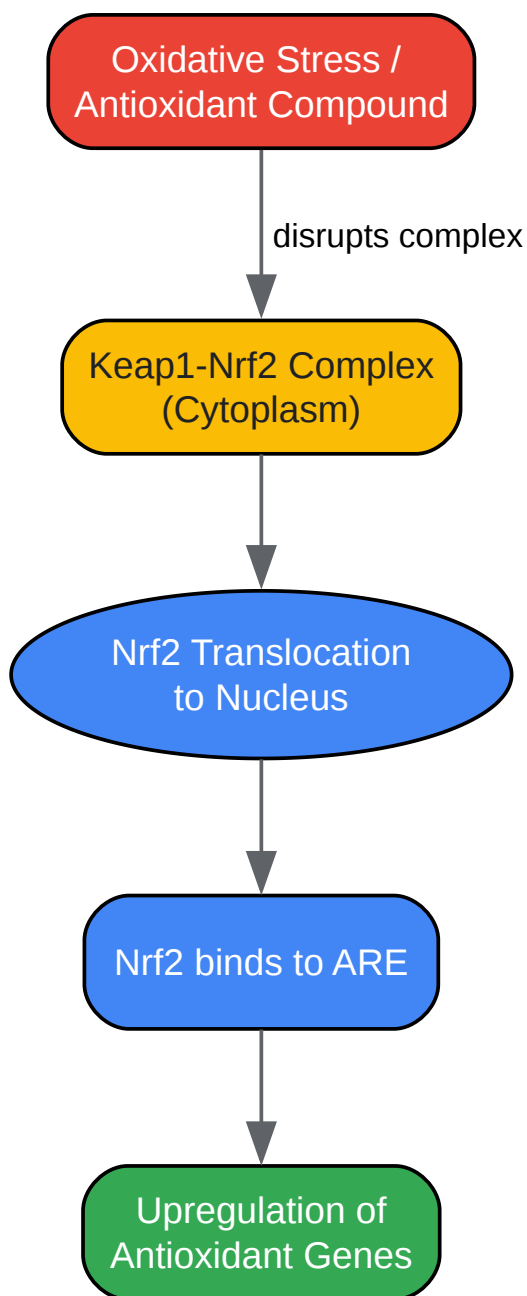 Oxidative Stress /
Antioxidant Compound
disrupts complex
Keap1-Nrf2 Complex
(Cytoplasm)
Nrf2 Translocation
to Nucleus
Nrf2 binds to ARE
Upregulation of
Antioxidant Genes